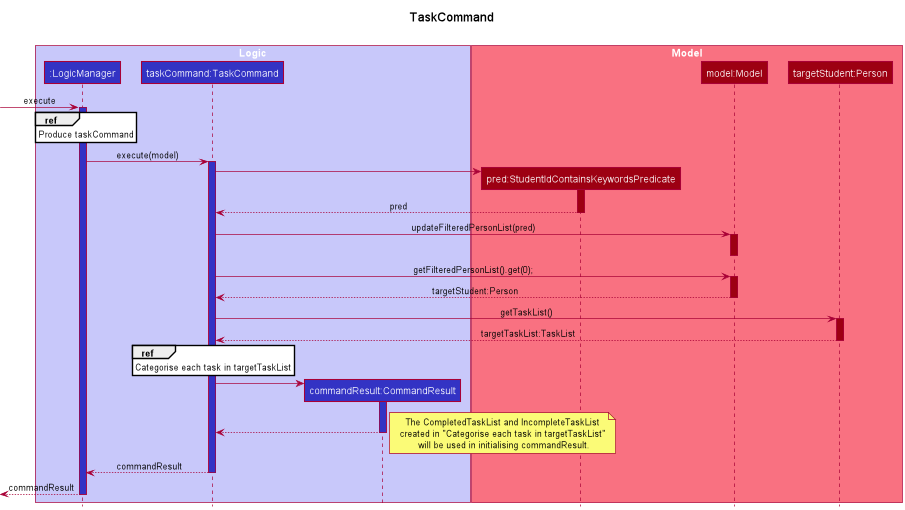 TaskCommand
Logic
Model
:LogicManager
taskCommand:TaskCommand
model:Model
targetStudent:Person
execute
ref
Produce taskCommand
execute(model)
pred:StudentIdContainsKeywordsPredicate
pred
updateFilteredPersonList(pred)
getFilteredPersonList().get(0);
targetStudent:Person
getTaskList()
targetTaskList:TaskList
ref
Categorise each task in targetTaskList
commandResult:CommandResult
The CompletedTaskList and IncompleteTaskList
created in "Categorise each task in targetTaskList"
will be used in initialising commandResult.
commandResult
commandResult